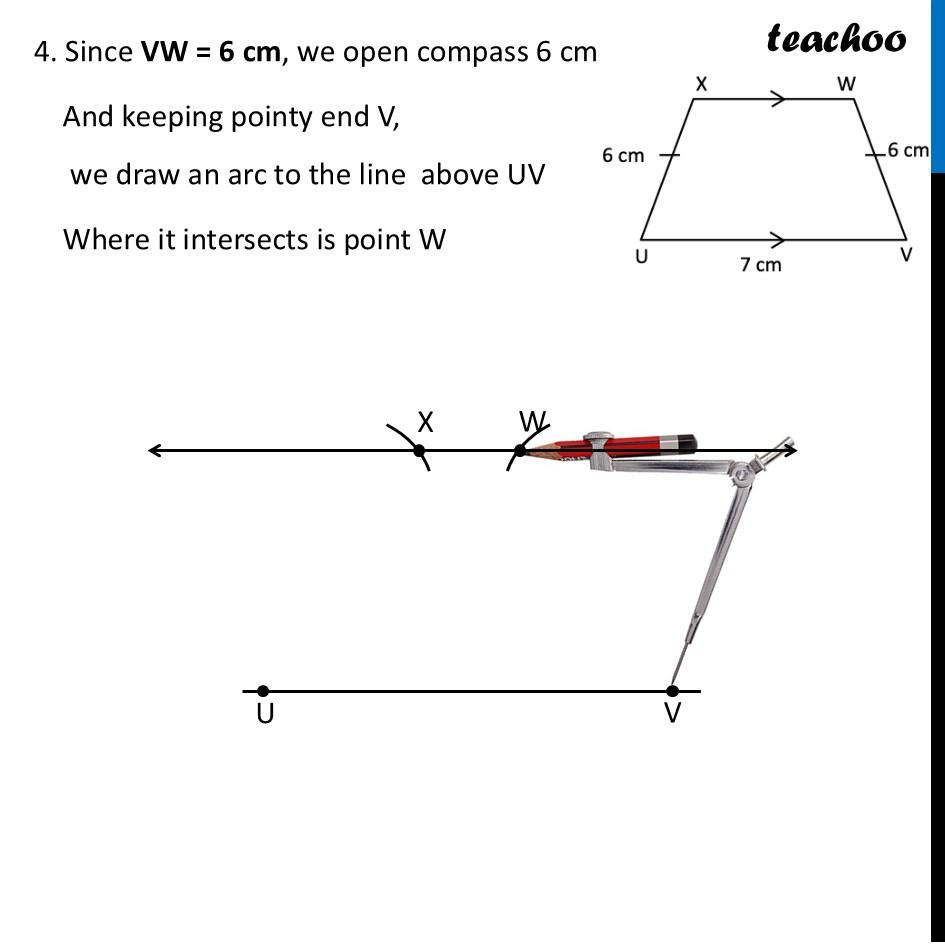 teachoo
4. Since VW = 6 cm, we open compass 6 cm
And keeping pointy end V,
we draw an arc to the line above UV
Where it intersects is point W
X W
6 cm 6 cm
U V
7 cm
X W
U V